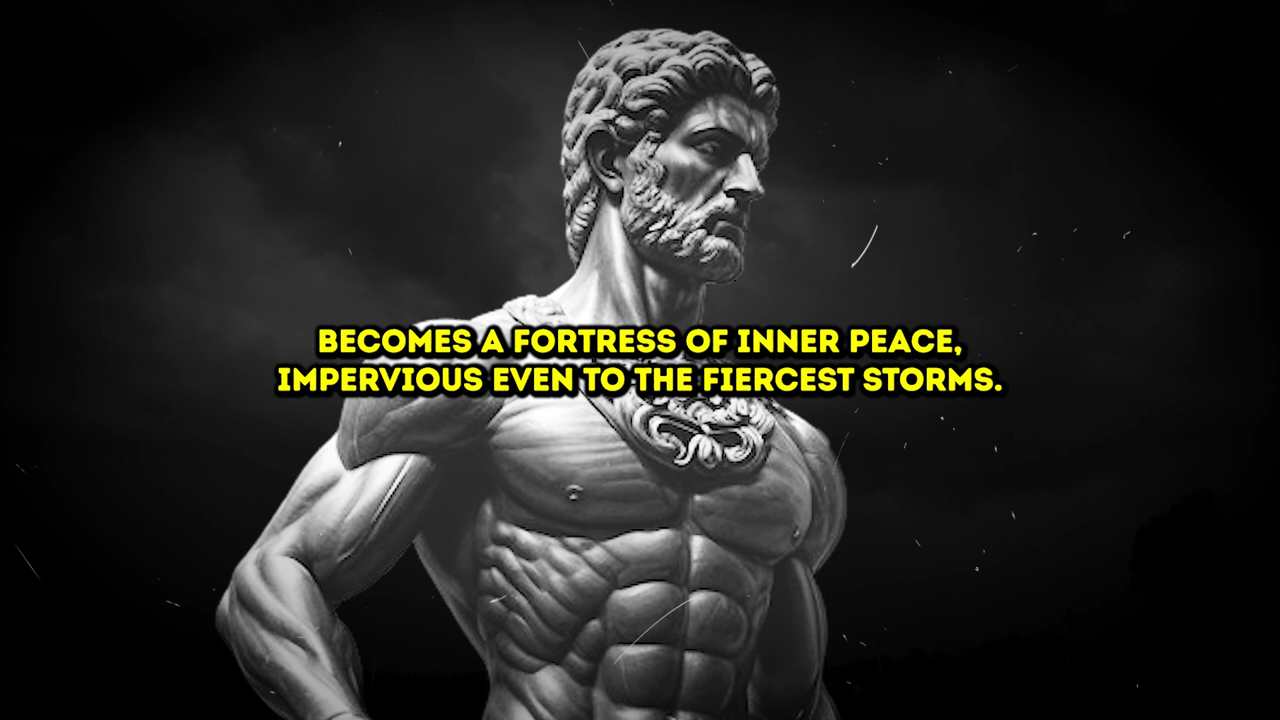 BECOMES A FORTRESS OF INNER PEACE,
IMPERVIOUS EVEN TO THE FIERCEST STORMS.